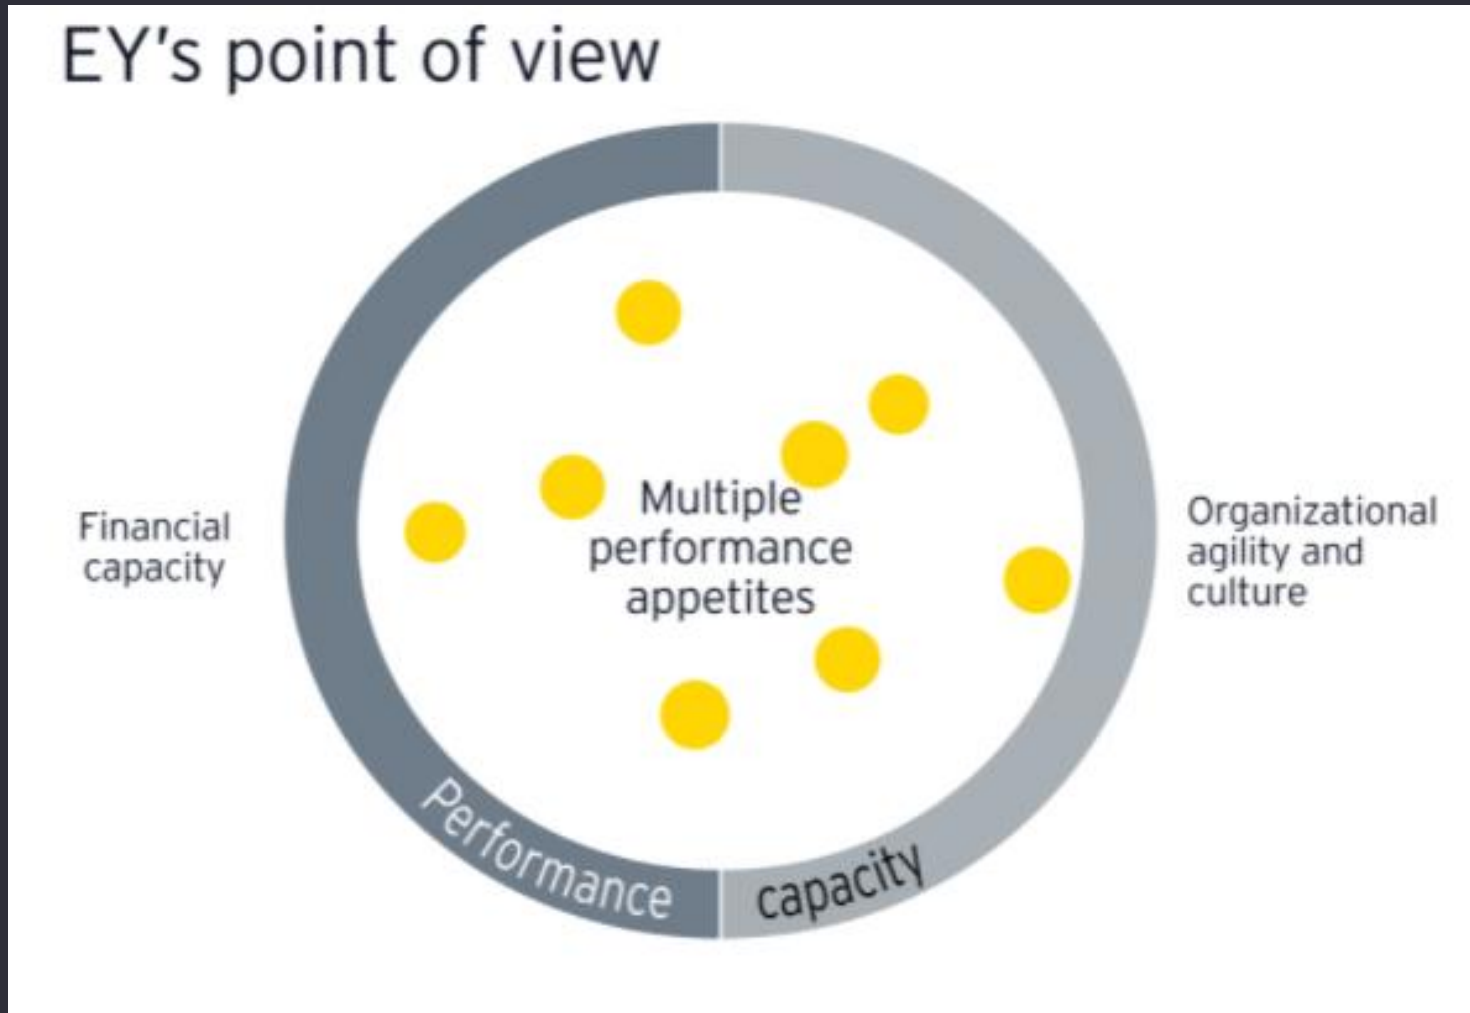 EY's point of view
Financial
capacity
Multiple
performance
appetites
Organizational
agility and
culture
Performance
capacity